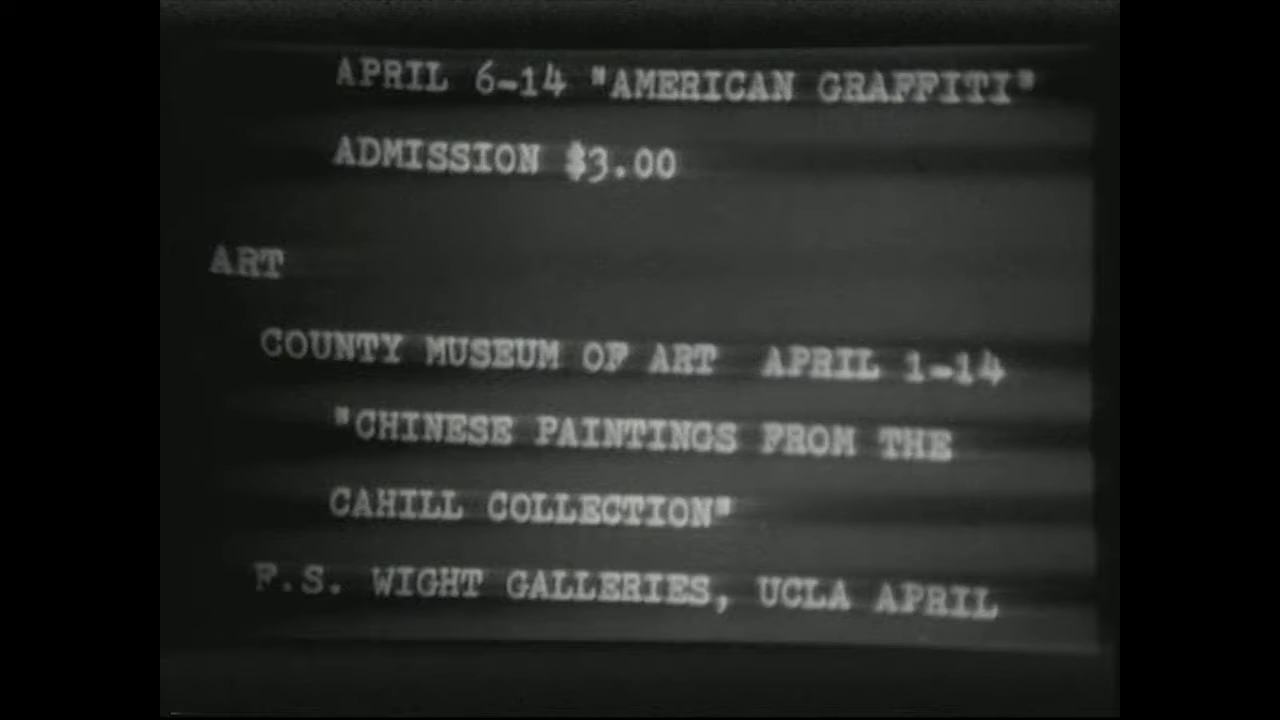 APRIL 6-14 "AMERICAN GRAFFITI"
ADMISSION $3.00
ART
COUNTY MUSEUM OF ART APRIL 1-14
"CHINESE PAINTINGS FROM THE
CAHILL COLLECTION"
F.S. WIGHT GALLERIES, UCLA APRIL